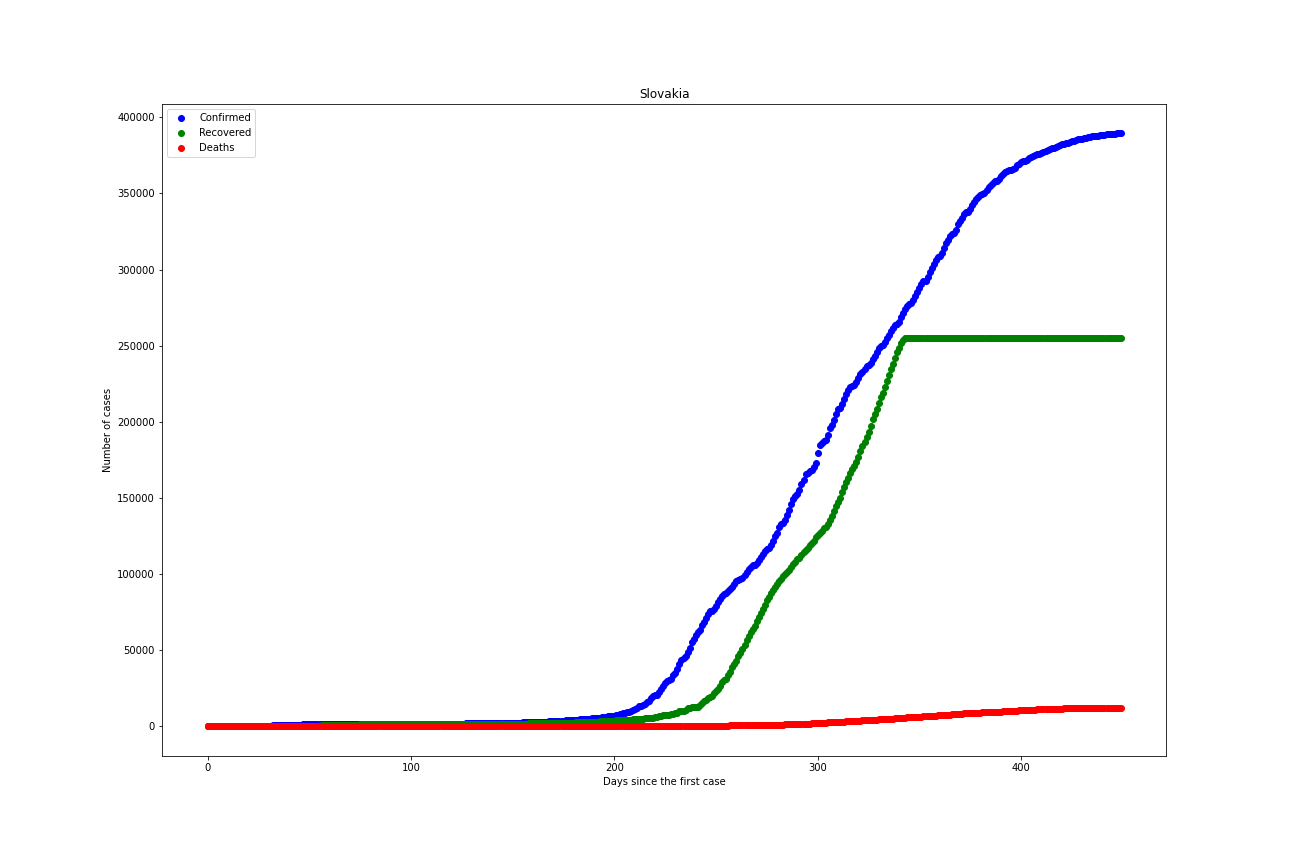 Slovakia
Confirmed
Recovered
Deaths
400000
350000
300000
250000
200000
150000
100000
50000
0
Number of cases
0 100 200 300 400
Days since the first case